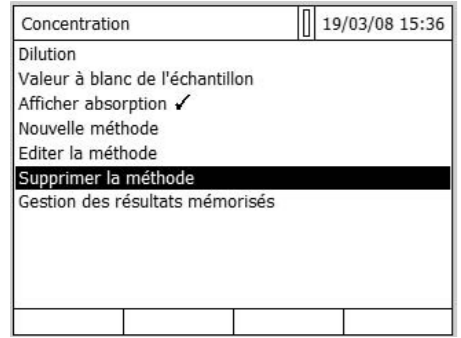 Concentration 19/03/08 15:36
Dilution
Valeur à blanc de l'échantillon
Afficher absorption ✓
Nouvelle méthode
Editer la méthode
Supprimer la méthode
Gestion des résultats mémorisés